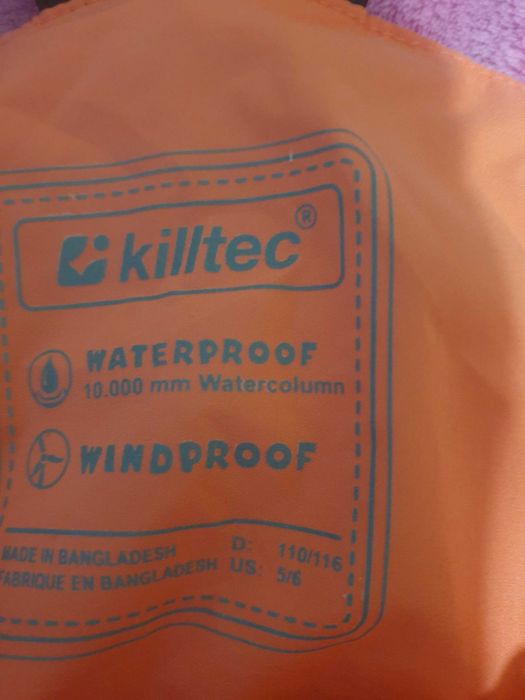 killtec®
WATERPROOF
10.000 mm Watercolumn
WINDPROOF
MADE IN BANGLADESH
FABRIQUE EN BANGLADESH
D: 110/116
US: 5/6